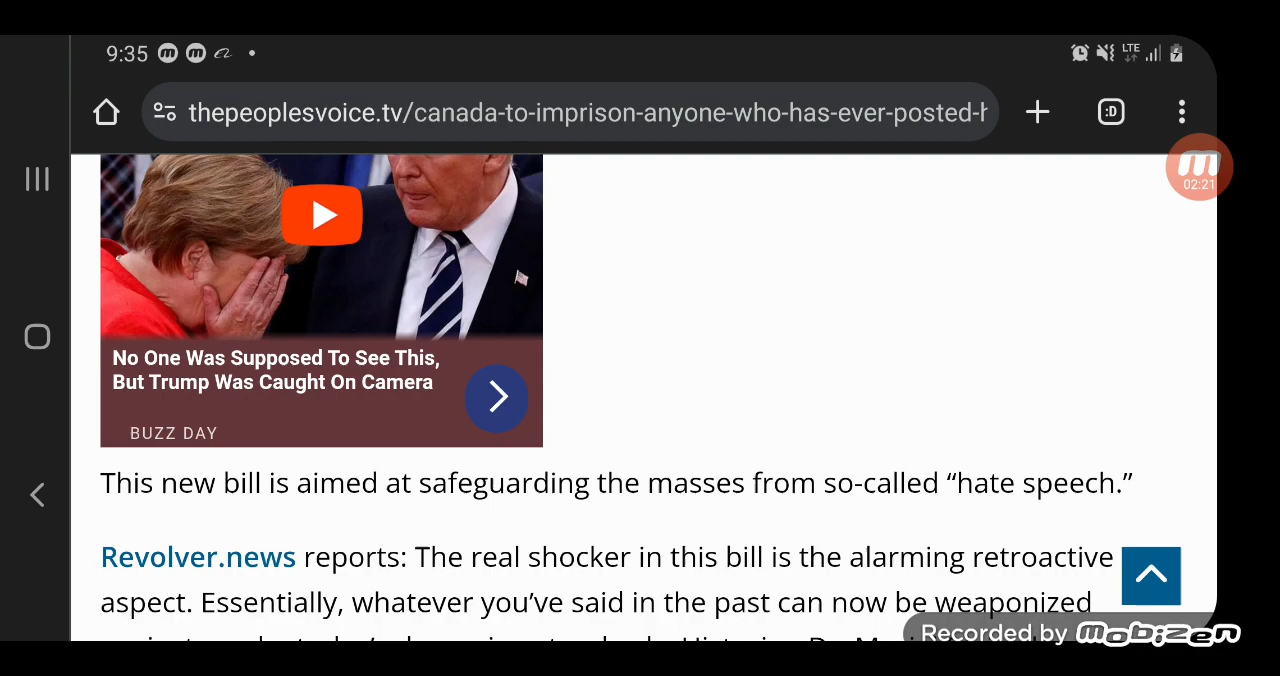 9:35
LTE
thepeoplesvoice.tv/canada-to-imprison-anyone-who-has-ever-posted-h
:D
02:21
No One Was Supposed To See This,
But Trump Was Caught On Camera
BUZZ DAY
This new bill is aimed at safeguarding the masses from so-called “hate speech.”
Revolver.news reports: The real shocker in this bill is the alarming retroactive
aspect. Essentially, whatever you’ve said in the past can now be weaponized
Recorded by mobizen